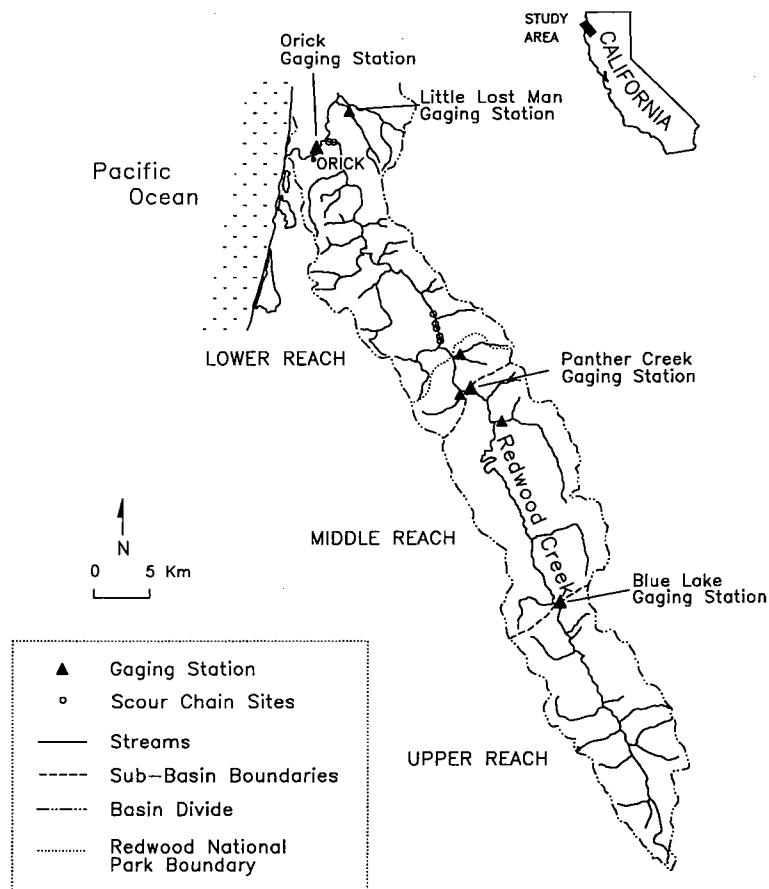 STUDY
AREA
CALIFORNIA
Orick
Gaging Station
Little Lost Man
Gaging Station
ORICK
Pacific
Ocean
LOWER REACH
Panther Creek
Gaging Station
Redwood Creek
MIDDLE REACH
N
0 5 Km
Blue Lake
Gaging Station
UPPER REACH
Gaging Station
Scour Chain Sites
Streams
Sub-Basin Boundaries
Basin Divide
Redwood National
Park Boundary